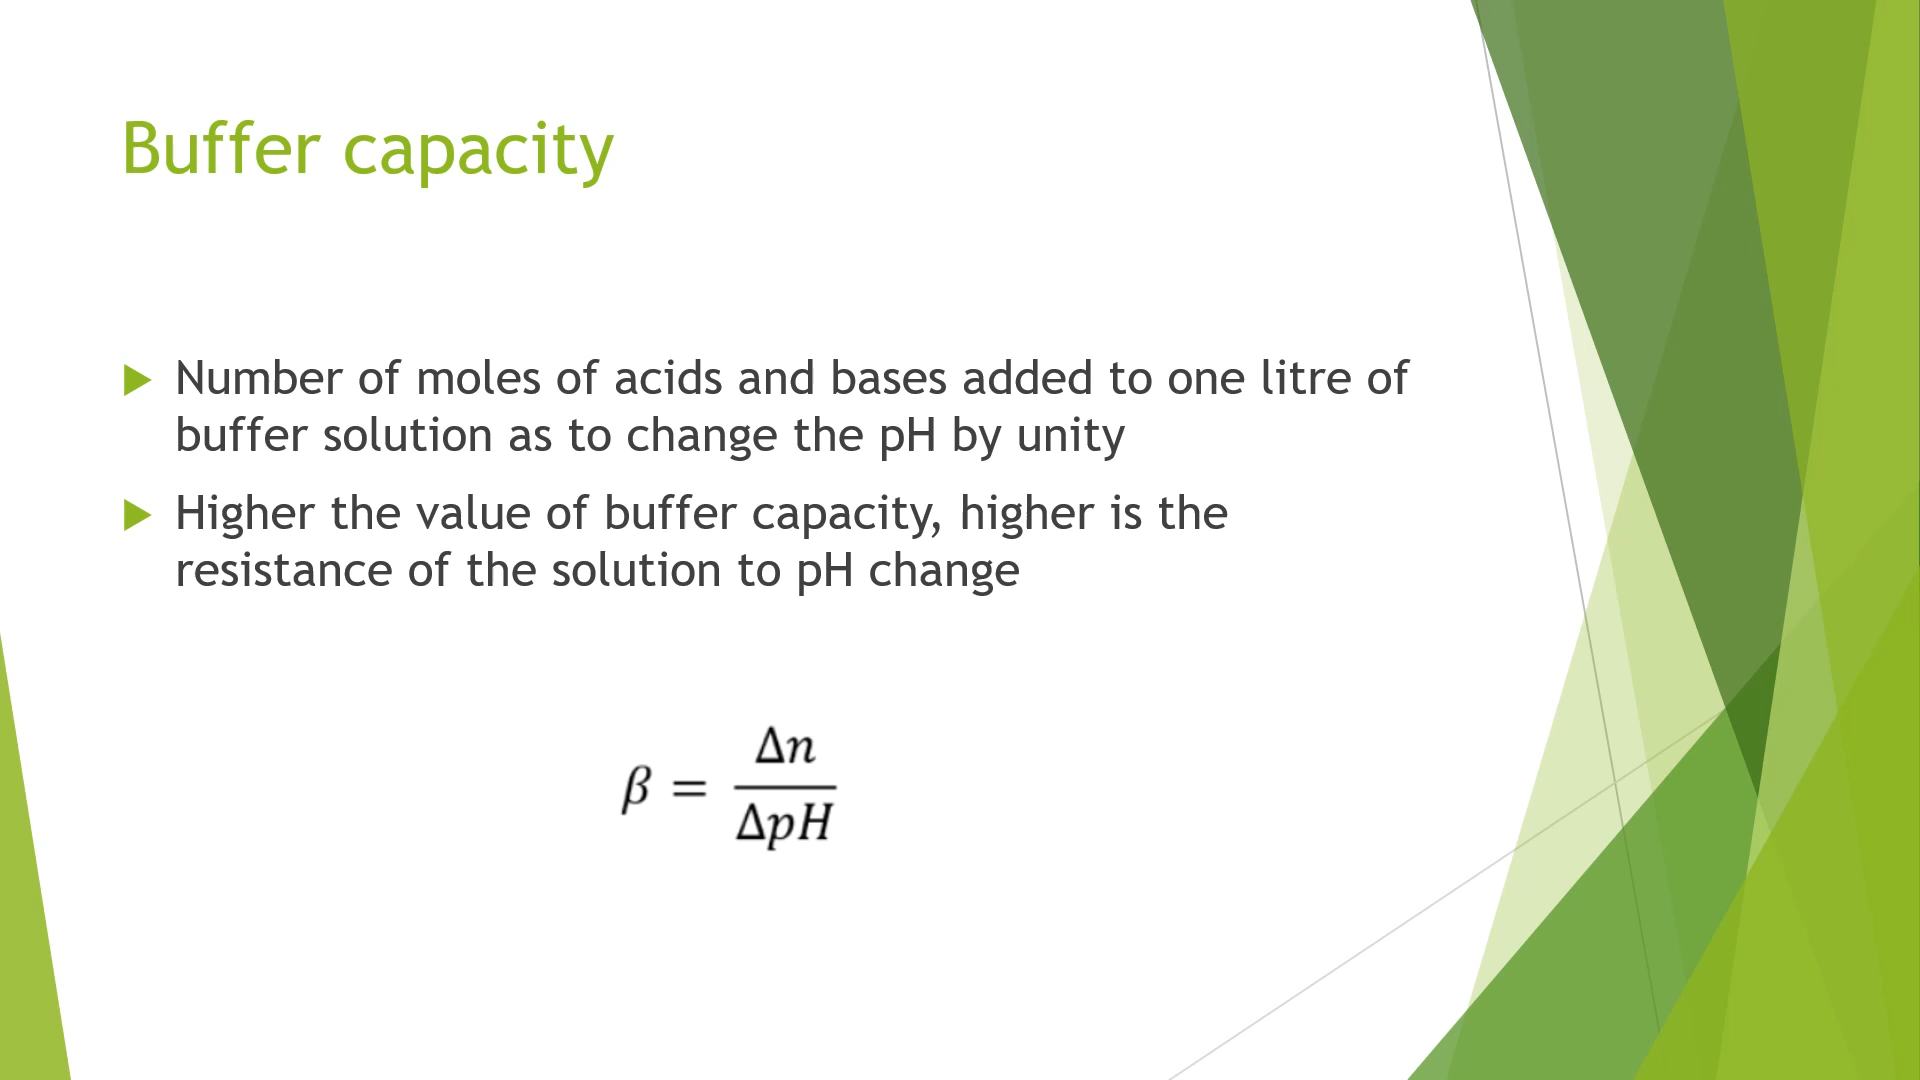 Buffer capacity
Number of moles of acids and bases added to one litre of
buffer solution as to change the pH by unity
Higher the value of buffer capacity, higher is the
resistance of the solution to pH change
β = Δn / ΔpH